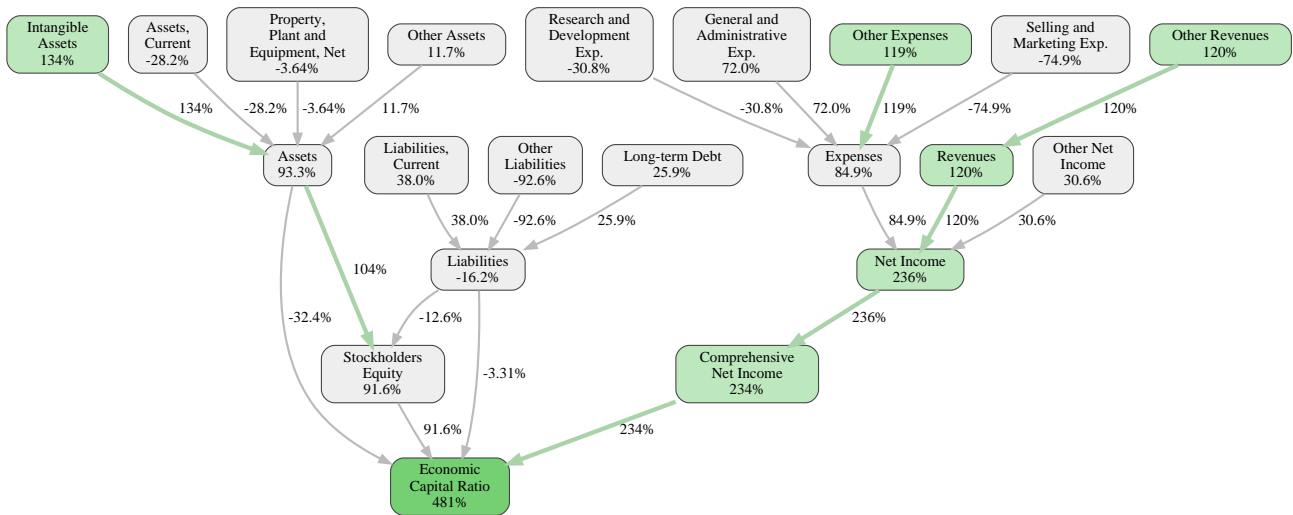 Intangible
Assets
134%
Assets,
Current
-28.2%
Property,
Plant and
Equipment, Net
-3.64%
Other Assets
11.7%
Research and
Development
Exp.
-30.8%
General and
Administrative
Exp.
72.0%
Other Expenses
119%
Selling and
Marketing Exp.
-74.9%
Other Revenues
120%
134%
-28.2%
-3.64%
11.7%
-30.8%
72.0%
119%
-74.9%
120%
Assets
93.3%
Liabilities,
Current
38.0%
Other
Liabilities
-92.6%
Long-term Debt
25.9%
Expenses
84.9%
Revenues
120%
Other Net
Income
30.6%
38.0%
-92.6%
25.9%
84.9%
120%
30.6%
104%
Liabilities
-16.2%
Net Income
236%
-32.4%
-12.6%
236%
Stockholders
Equity
91.6%
-3.31%
Comprehensive
Net Income
234%
91.6%
234%
Economic
Capital Ratio
481%